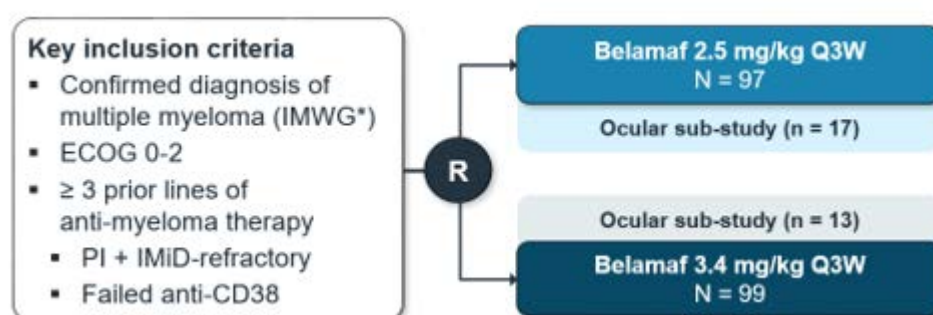 Key inclusion criteria
▪ Confirmed diagnosis of
multiple myeloma (IMWG*)
▪ ECOG 0-2
▪ ≥ 3 prior lines of
anti-myeloma therapy
▪ PI + IMiD-refractory
▪ Failed anti-CD38
R
Belamaf 2.5 mg/kg Q3W
N = 97
Ocular sub-study (n = 17)
Ocular sub-study (n = 13)
Belamaf 3.4 mg/kg Q3W
N = 99